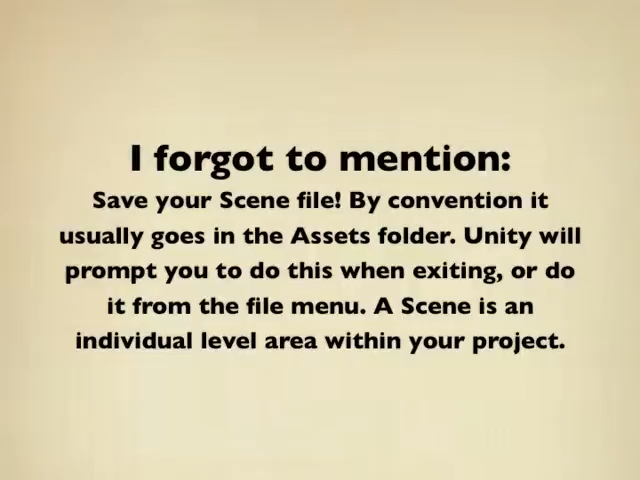 I forgot to mention:
Save your Scene file! By convention it
usually goes in the Assets folder. Unity will
prompt you to do this when exiting, or do
it from the file menu. A Scene is an
individual level area within your project.